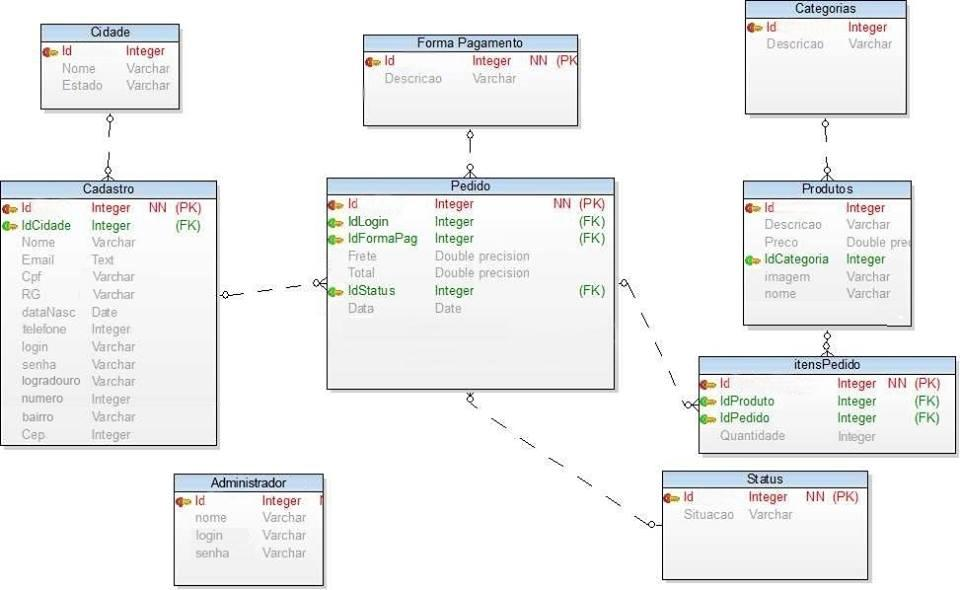 Cidade
Id Integer
Nome Varchar
Estado Varchar
Forma Pagamento
Id Integer NN (PK
Descricao Varchar
Categorias
Id Integer
Descricao Varchar
Cadastro
Id Integer NN (PK)
IdCidade Integer (FK)
Nome Varchar
Email Text
Cpf Varchar
RG Varchar
dataNasc Date
telefone Integer
login Varchar
senha Varchar
logradouro Varchar
numero Integer
bairro Varchar
Cep Integer
Pedido
Id Integer NN (PK)
IdLogin Integer (FK)
IdFormaPag Integer (FK)
Frete Double precision
Total Double precision
IdStatus Integer (FK)
Data Date
Produtos
Id Integer
Descricao Varchar
Preco Double prec
IdCategoria Integer
imagem Varchar
nome Varchar
itensPedido
Id Integer NN (PK)
IdProduto Integer (FK)
IdPedido Integer (FK)
Quantidade Integer
Administrador
Id Integer
nome Varchar
login Varchar
senha Varchar
Status
Id Integer NN (PK)
Situacao Varchar